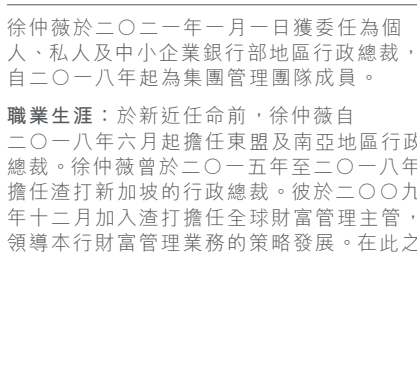 徐仲薇於二〇二一年一月一日獲委任為個
人、私人及中小企業銀行部地區行政總裁，
自二〇一八年起為集團管理團隊成員。
職業生涯：於新近任命前，徐仲薇自
二〇一八年六月起擔任東盟及南亞地區行政
總裁。徐仲薇曾於二〇一五年至二〇一八年
擔任渣打新加坡的行政總裁。彼於二〇〇九
年十二月加入渣打擔任全球財富管理主管，
領導本行財富管理業務的策略發展。在此之